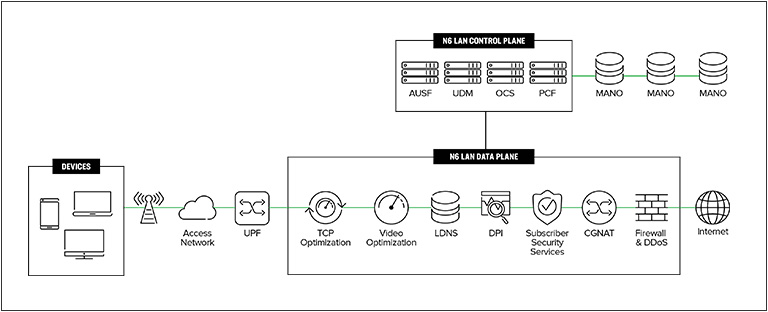 N6 LAN CONTROL PLANE
AUSF UDM OCS PCF MANO MANO MANO
DEVICES
N6 LAN DATA PLANE
Access
Network
UPF
TCP
Optimization
Video
Optimization
LDNS
DPI
Subscriber
Security
Services
CGNAT
Firewall
& DDoS
Internet